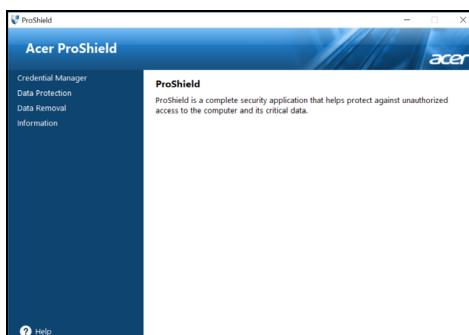 ProShield
Acer ProShield
acer
Credential Manager
Data Protection
Data Removal
Information
ProShield
ProShield is a complete security application that helps protect against unauthorized
access to the computer and its critical data.
? Help